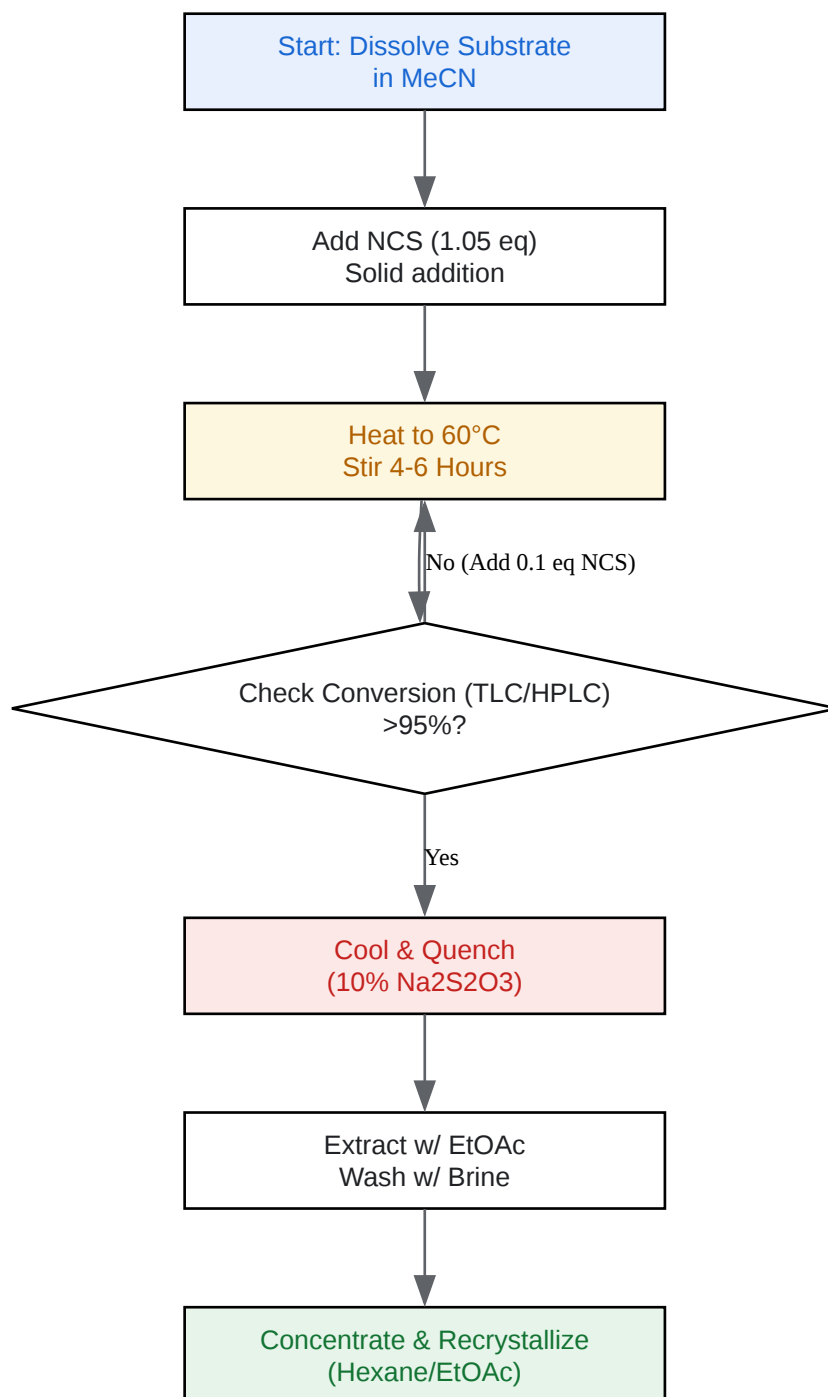 Start: Dissolve Substrate
in MeCN
Add NCS (1.05 eq)
Solid addition
Heat to 60°C
Stir 4-6 Hours
No (Add 0.1 eq NCS)
Check Conversion (TLC/HPLC)
>95%?
Yes
Cool & Quench
(10% Na2S2O3)
Extract w/ EtOAc
Wash w/ Brine
Concentrate & Recrystallize
(Hexane/EtOAc)